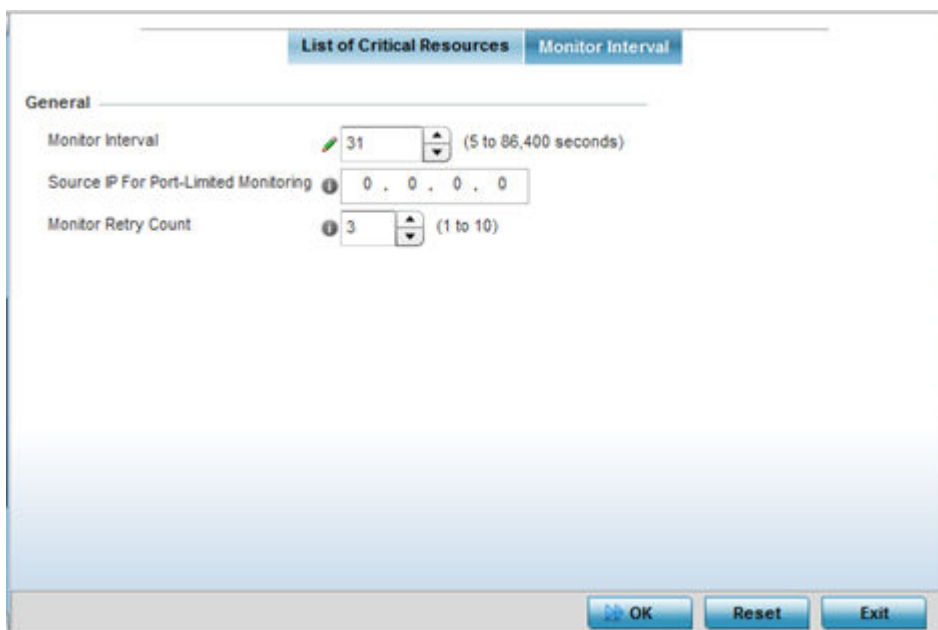 List of Critical Resources Monitor Interval
General
Monitor Interval 31 (5 to 86,400 seconds)
Source IP For Port-Limited Monitoring 0 . 0 . 0 . 0
Monitor Retry Count 3 (1 to 10)
OK Reset Exit